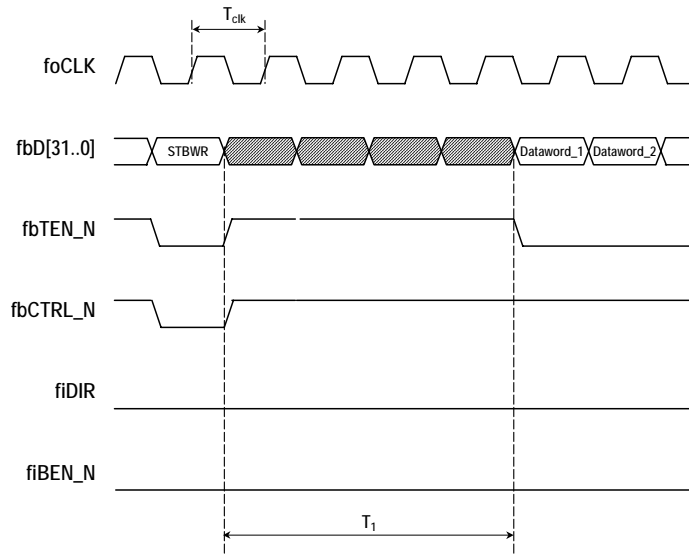 Tclk
foCLK
fbD[31..0]
STBWR
Dataword_1
Dataword_2
fbTEN_N
fbCTRL_N
fiDIR
fiBEN_N
T1